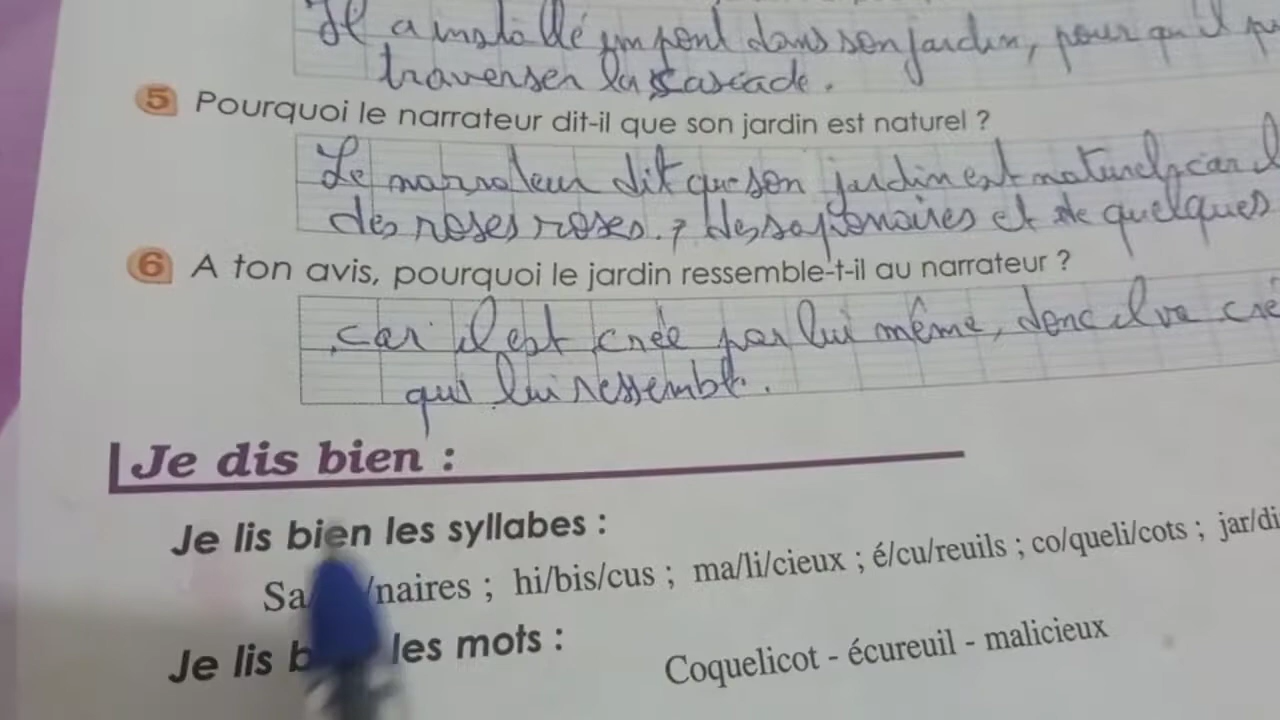 Il a installé un pont dans son jardin, pour qu'il
traverser la cascade.
5 Pourquoi le narrateur dit-il que son jardin est naturel ?
Le narrateur dit que son jardin est naturel, car
des roses roses, des saponaires et de quelques
6 A ton avis, pourquoi le jardin ressemble-t-il au narrateur ?
Car il est créé par lui même, donc il va
qui lui ressemble.
Je dis bien :
Je lis bien les syllabes :
Sa /naires ; hi/bis/cus ; ma/li/cieux ; é/cu/reuils ; co/queli/cots ; jar/di
Je lis les mots :
Coquelicot - écureuil - malicieux